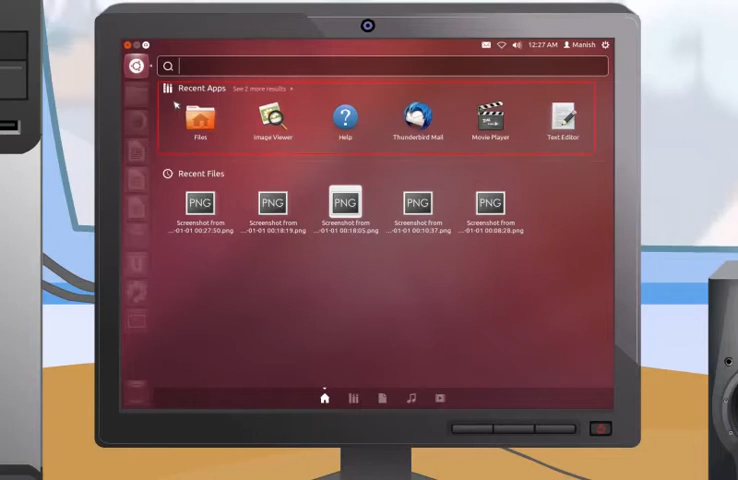 12:27 AM Manish
Recent Apps See 2 more results
Files Image Viewer Help Thunderbird Mail Movie Player Text Editor
Recent Files
PNG PNG PNG PNG PNG
Screenshot from Screenshot from Screenshot from Screenshot from Screenshot from
...-01-01 00:27:50.png ...-01-01 00:18:19.png ...-01-01 00:18:05.png ...-01-01 00:10:37.png ...-01-01 00:08:28.png